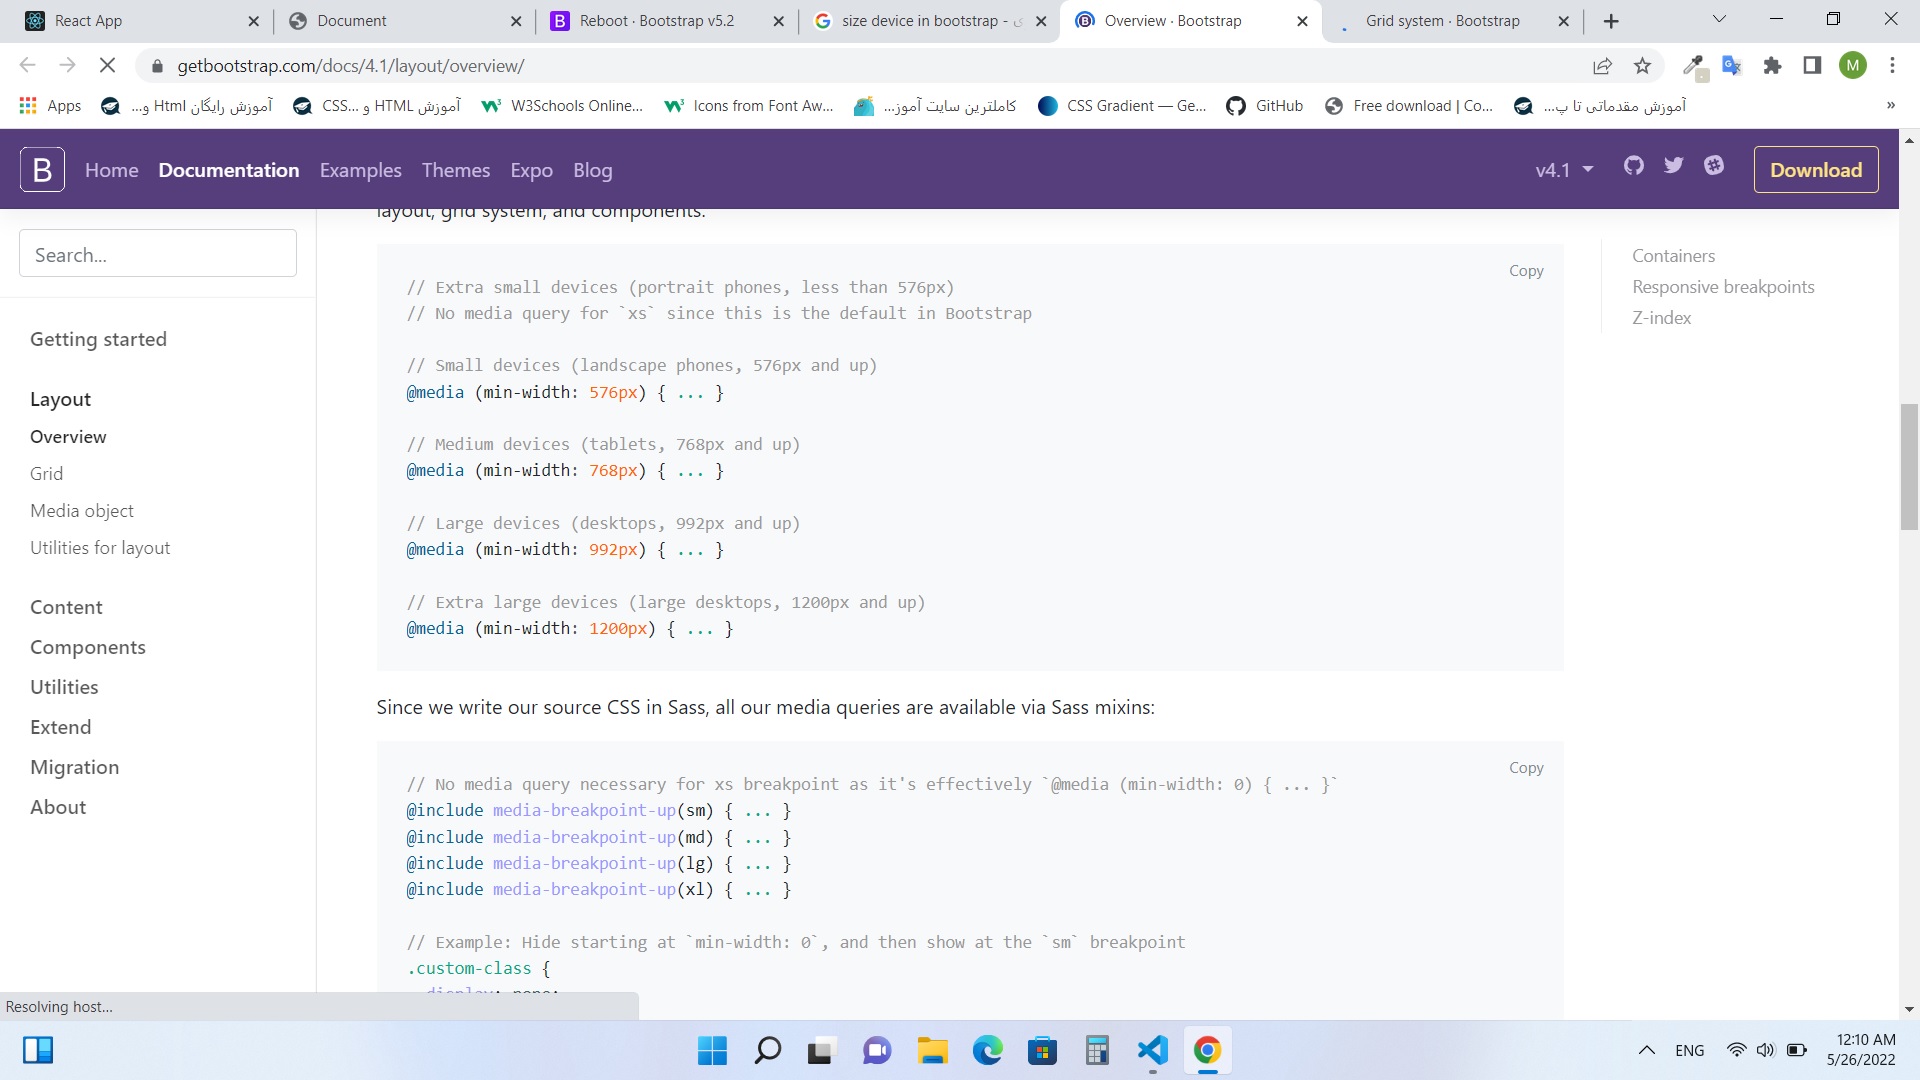 React App
Document
Reboot · Bootstrap v5.2
size device in bootstrap -
Overview · Bootstrap
Grid system · Bootstrap
getbootstrap.com/docs/4.1/layout/overview/
M
Apps
آموزش رایگان Html و...
آموزش HTML و CSS...
W3Schools Online...
Icons from Font Aw...
کاملترین سایت آموز...
CSS Gradient — Ge...
GitHub
Free download | Co...
آموزش مقدماتی تا پ...
»
B
Home
Documentation
Examples
Themes
Expo
Blog
v4.1
Download
Search...
Getting started
Layout
Overview
Grid
Media object
Utilities for layout
Content
Components
Utilities
Extend
Migration
About
layout, grid system, and components.
Copy
// Extra small devices (portrait phones, less than 576px)
// No media query for `xs` since this is the default in Bootstrap
// Small devices (landscape phones, 576px and up)
@media (min-width: 576px) { ... }
// Medium devices (tablets, 768px and up)
@media (min-width: 768px) { ... }
// Large devices (desktops, 992px and up)
@media (min-width: 992px) { ... }
// Extra large devices (large desktops, 1200px and up)
@media (min-width: 1200px) { ... }
Since we write our source CSS in Sass, all our media queries are available via Sass mixins:
Copy
// No media query necessary for xs breakpoint as it's effectively `@media (min-width: 0) { ... }`
@include media-breakpoint-up(sm) { ... }
@include media-breakpoint-up(md) { ... }
@include media-breakpoint-up(lg) { ... }
@include media-breakpoint-up(xl) { ... }
// Example: Hide starting at `min-width: 0`, and then show at the `sm` breakpoint
.custom-class {
display: none;
Containers
Responsive breakpoints
Z-index
Resolving host...
ENG
12:10 AM
5/26/2022